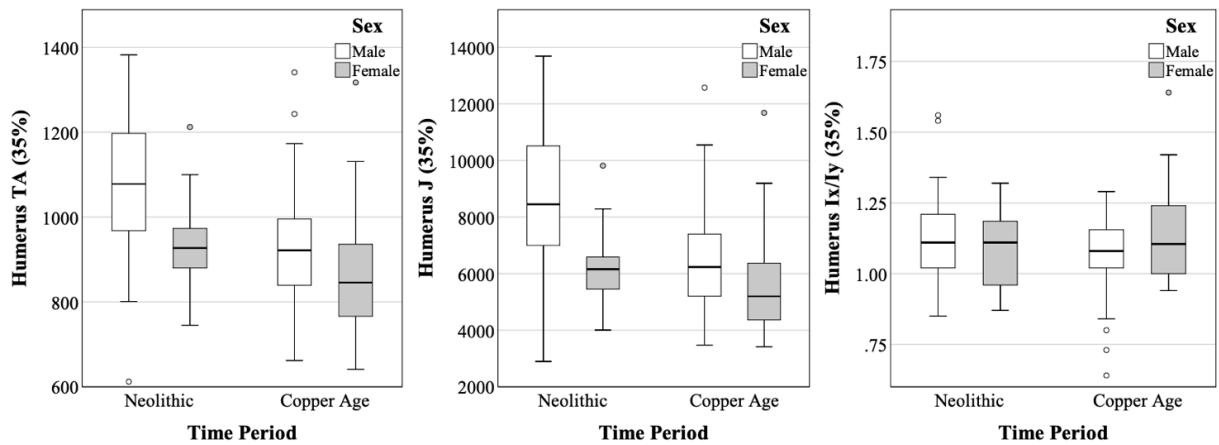 Sex
Male
Female
1400
1200
1000
800
600
Humerus TA (35%)
Neolithic
Copper Age
Time Period
Sex
Male
Female
14000
12000
10000
8000
6000
4000
2000
Humerus J (35%)
Neolithic
Copper Age
Time Period
Sex
Male
Female
1.75
1.50
1.25
1.00
.75
Humerus Ix/Iy (35%)
Neolithic
Copper Age
Time Period